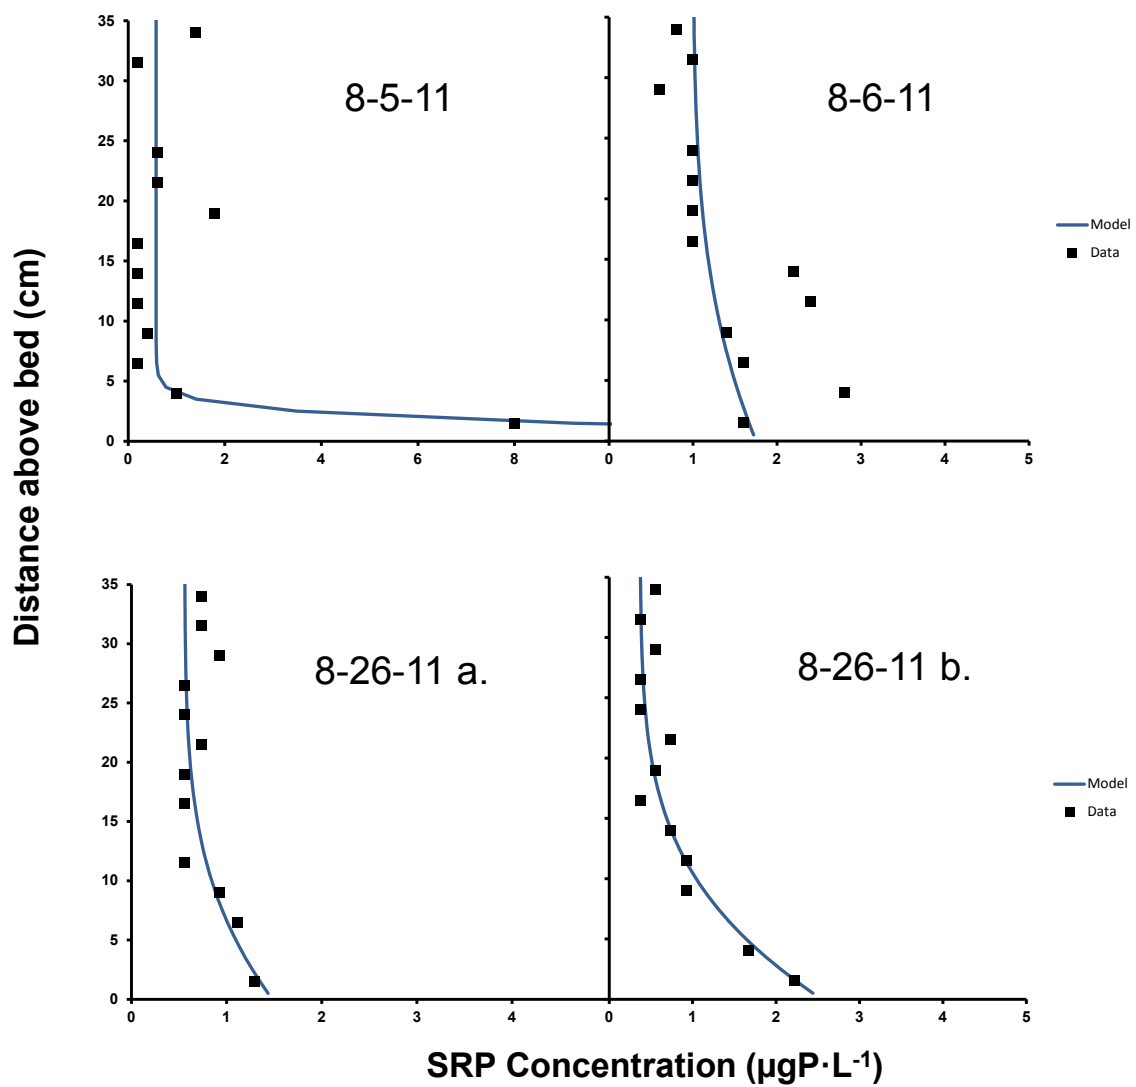 35
30
25
20
15
10
5
0
0 2 4 6 8
8-5-11
0 1 2 3 4 5
8-6-11
Model
Data
Distance above bed (cm)
35
30
25
20
15
10
5
0
0 1 2 3 4
8-26-11 a.
0 1 2 3 4 5
8-26-11 b.
Model
Data
SRP Concentration (µgP·L⁻¹)